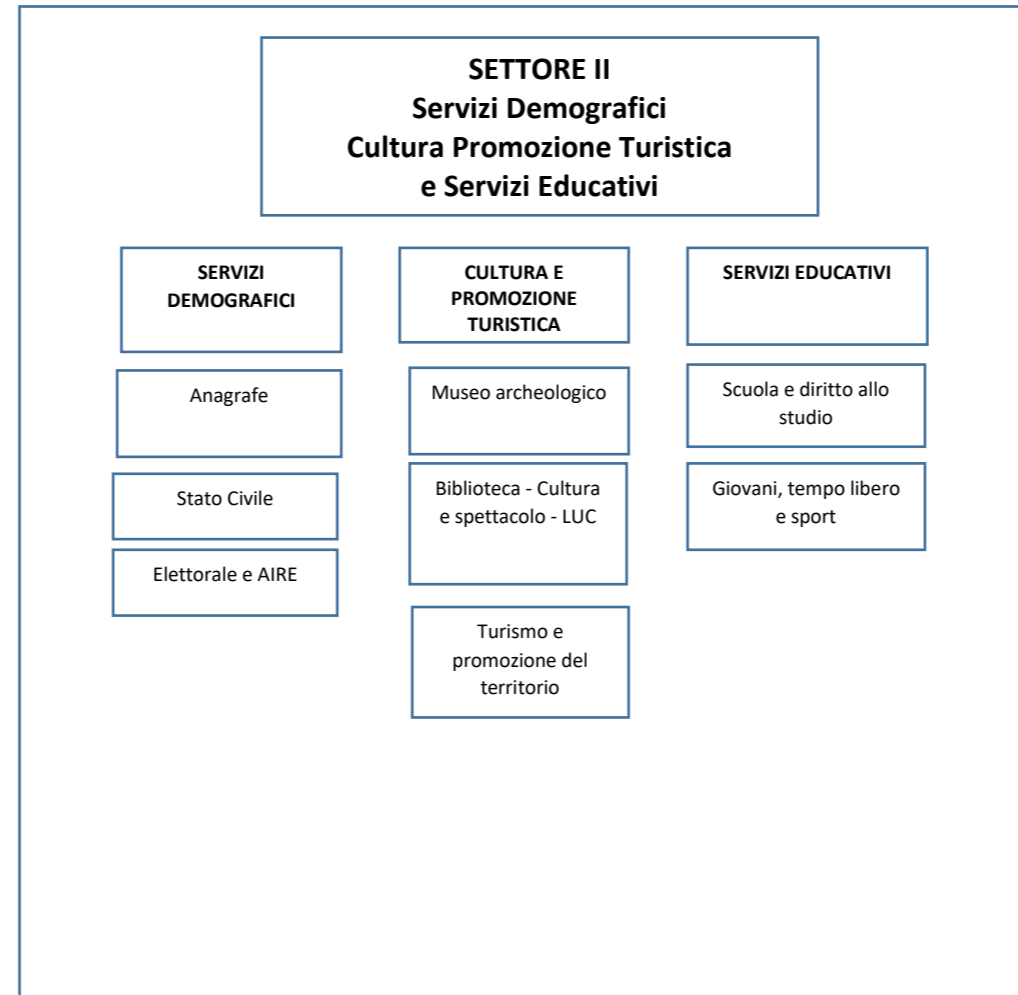 SETTORE II
Servizi Demografici
Cultura Promozione Turistica
e Servizi Educativi
SERVIZI
DEMOGRAFICI
CULTURA E
PROMOZIONE
TURISTICA
SERVIZI EDUCATIVI
Anagrafe
Museo archeologico
Scuola e diritto allo
studio
Stato Civile
Biblioteca - Cultura
e spettacolo - LUC
Giovani, tempo libero
e sport
Elettorale e AIRE
Turismo e
promozione del
territorio